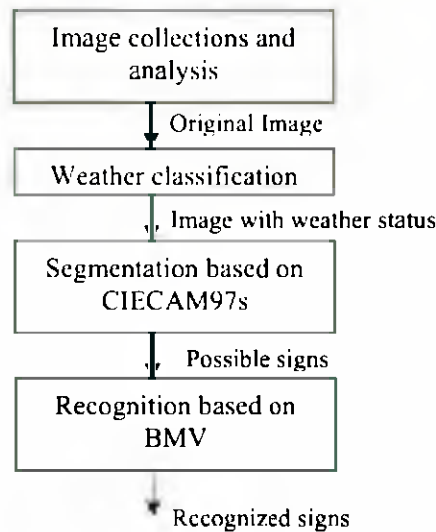 Image collections and
analysis
Original Image
Weather classification
Image with weather status
Segmentation based on
CIECAM97s
Possible signs
Recognition based on
BMV
Recognized signs